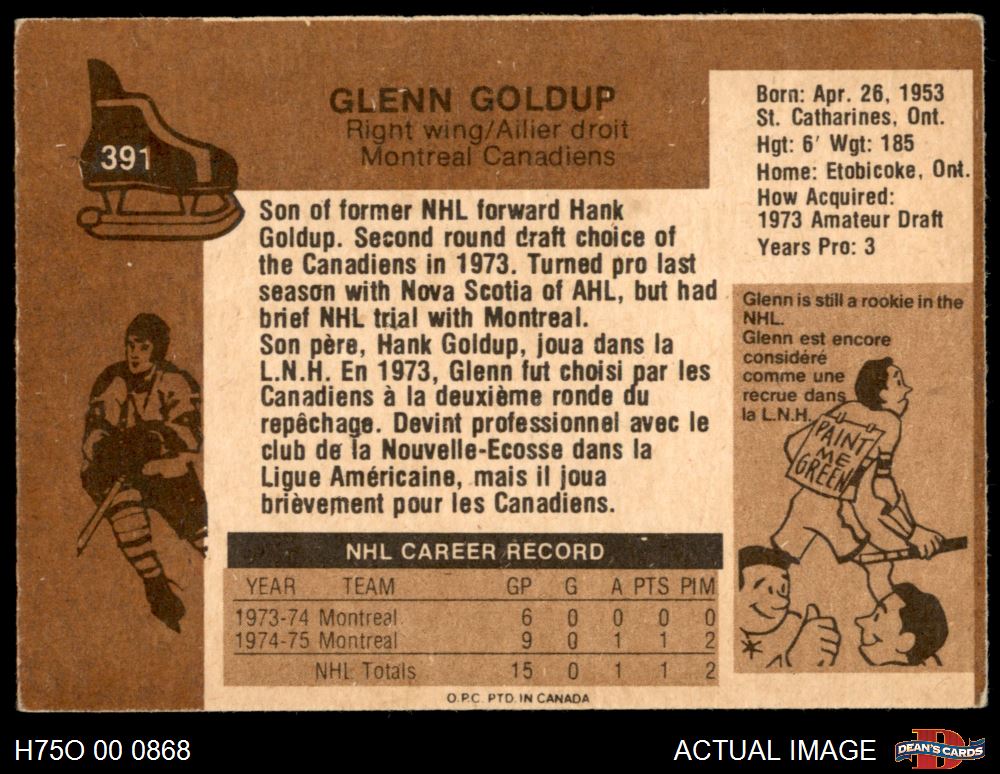 391
GLENN GOLDUP
Right wing/Ailier droit
Montreal Canadiens
Born: Apr. 26, 1953
St. Catharines, Ont.
Hgt: 6' Wgt: 185
Home: Etobicoke, Ont.
How Acquired:
1973 Amateur Draft
Years Pro: 3
Son of former NHL forward Hank
Goldup. Second round draft choice of
the Canadiens in 1973. Turned pro last
season with Nova Scotia of AHL, but had
brief NHL trial with Montreal.
Son père, Hank Goldup, joua dans la
L.N.H. En 1973, Glenn fut choisi par les
Canadiens à la deuxième ronde du
repêchage. Devint professionnel avec le
club de la Nouvelle-Ecosse dans la
Ligue Américaine, mais il joua
brièvement pour les Canadiens.
Glenn is still a rookie in the
NHL.
Glenn est encore
considéré
comme une
recrue dans
la L.N.H.
PAINT
ME
GREEN
NHL CAREER RECORD
YEAR TEAM GP G A PTS PIM
1973-74 Montreal 6 0 0 0 0
1974-75 Montreal 9 0 1 1 2
NHL Totals 15 0 1 1 2
O.P.C. PTD. IN CANADA
H75O 00 0868
ACTUAL IMAGE
D
DEAN'S CARDS